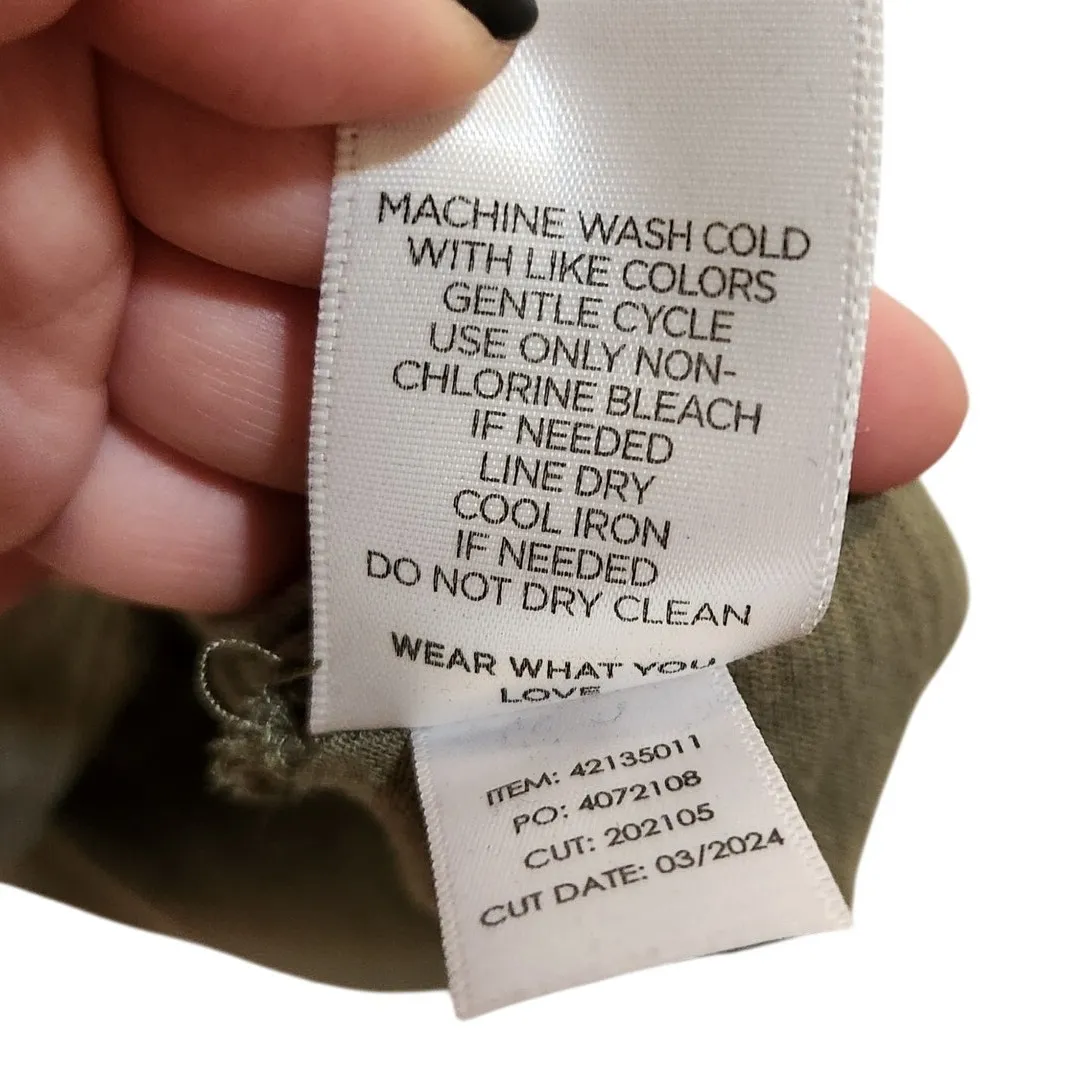 MACHINE WASH COLD
WITH LIKE COLORS
GENTLE CYCLE
USE ONLY NON-
CHLORINE BLEACH
IF NEEDED
LINE DRY
COOL IRON
IF NEEDED
DO NOT DRY CLEAN
WEAR WHAT YOU
LOVE
ITEM: 42135011
PO: 4072108
CUT: 202105
CUT DATE: 03/2024